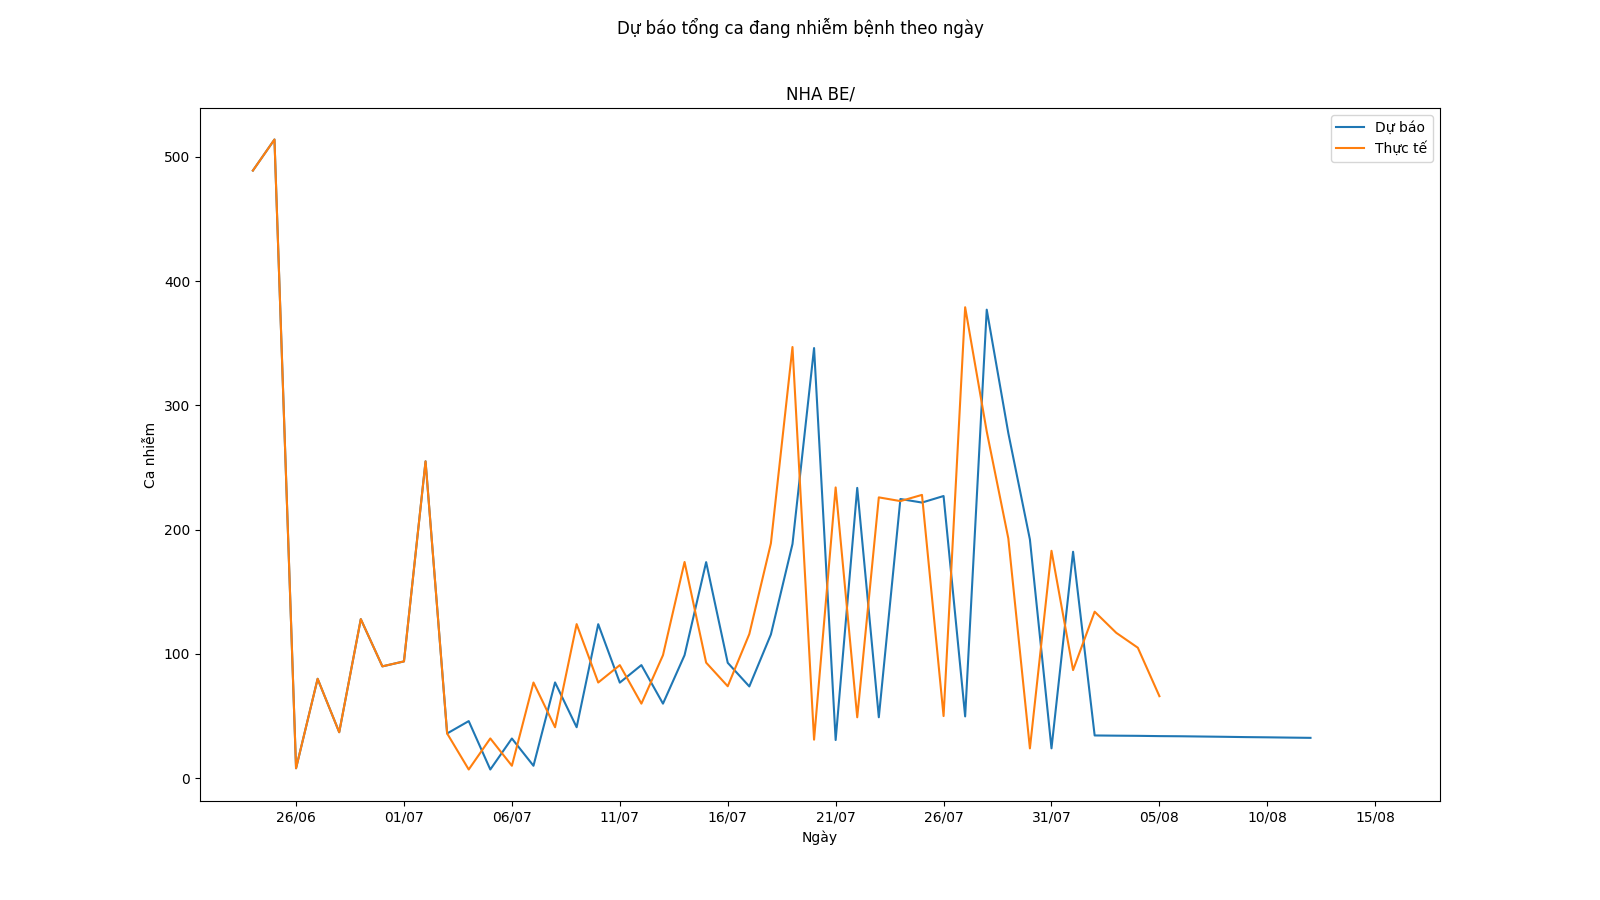 Dự báo tổng ca đang nhiễm bệnh theo ngày
NHA BE/
Dự báo
Thực tế
500
400
300
200
100
0
Ca nhiễm
26/06 01/07 06/07 11/07 16/07 21/07 26/07 31/07 05/08 10/08 15/08
Ngày